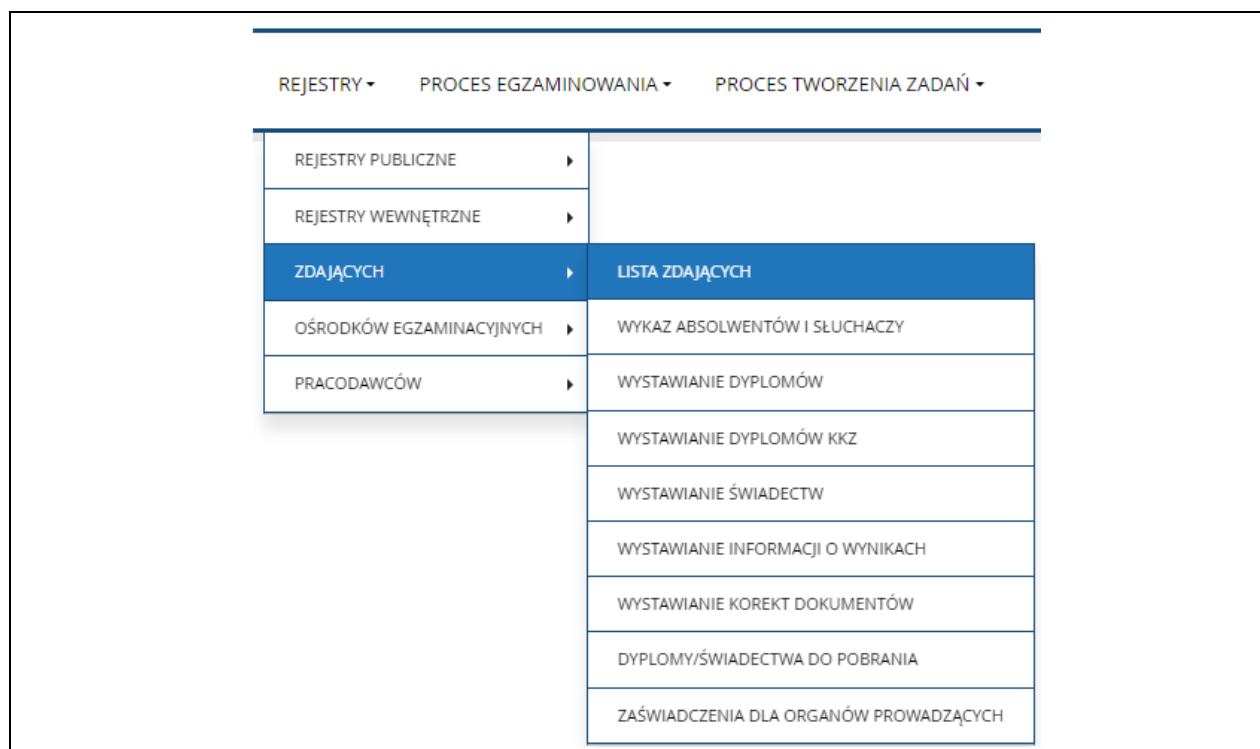 REJESTRY PROCES EGZAMINOWANIA PROCES TWORZENIA ZADAŃ
REJESTRY PUBLICZNE
REJESTRY WEWNĘTRZNE
ZDAJĄCYCH
OŚRODKÓW EGZAMINACYJNYCH
PRACODAWCÓW
LISTA ZDAJĄCYCH
WYKAZ ABSOLWENTÓW I SŁUCHACZY
WYSTAWIANIE DYPLOMÓW
WYSTAWIANIE DYPLOMÓW KKZ
WYSTAWIANIE ŚWIADECTW
WYSTAWIANIE INFORMACJI O WYNIKACH
WYSTAWIANIE KOREKT DOKUMENTÓW
DYPLOMY/ŚWIADECTWA DO POBRANIA
ZAŚWIADCZENIA DLA ORGANÓW PROWADZĄCYCH